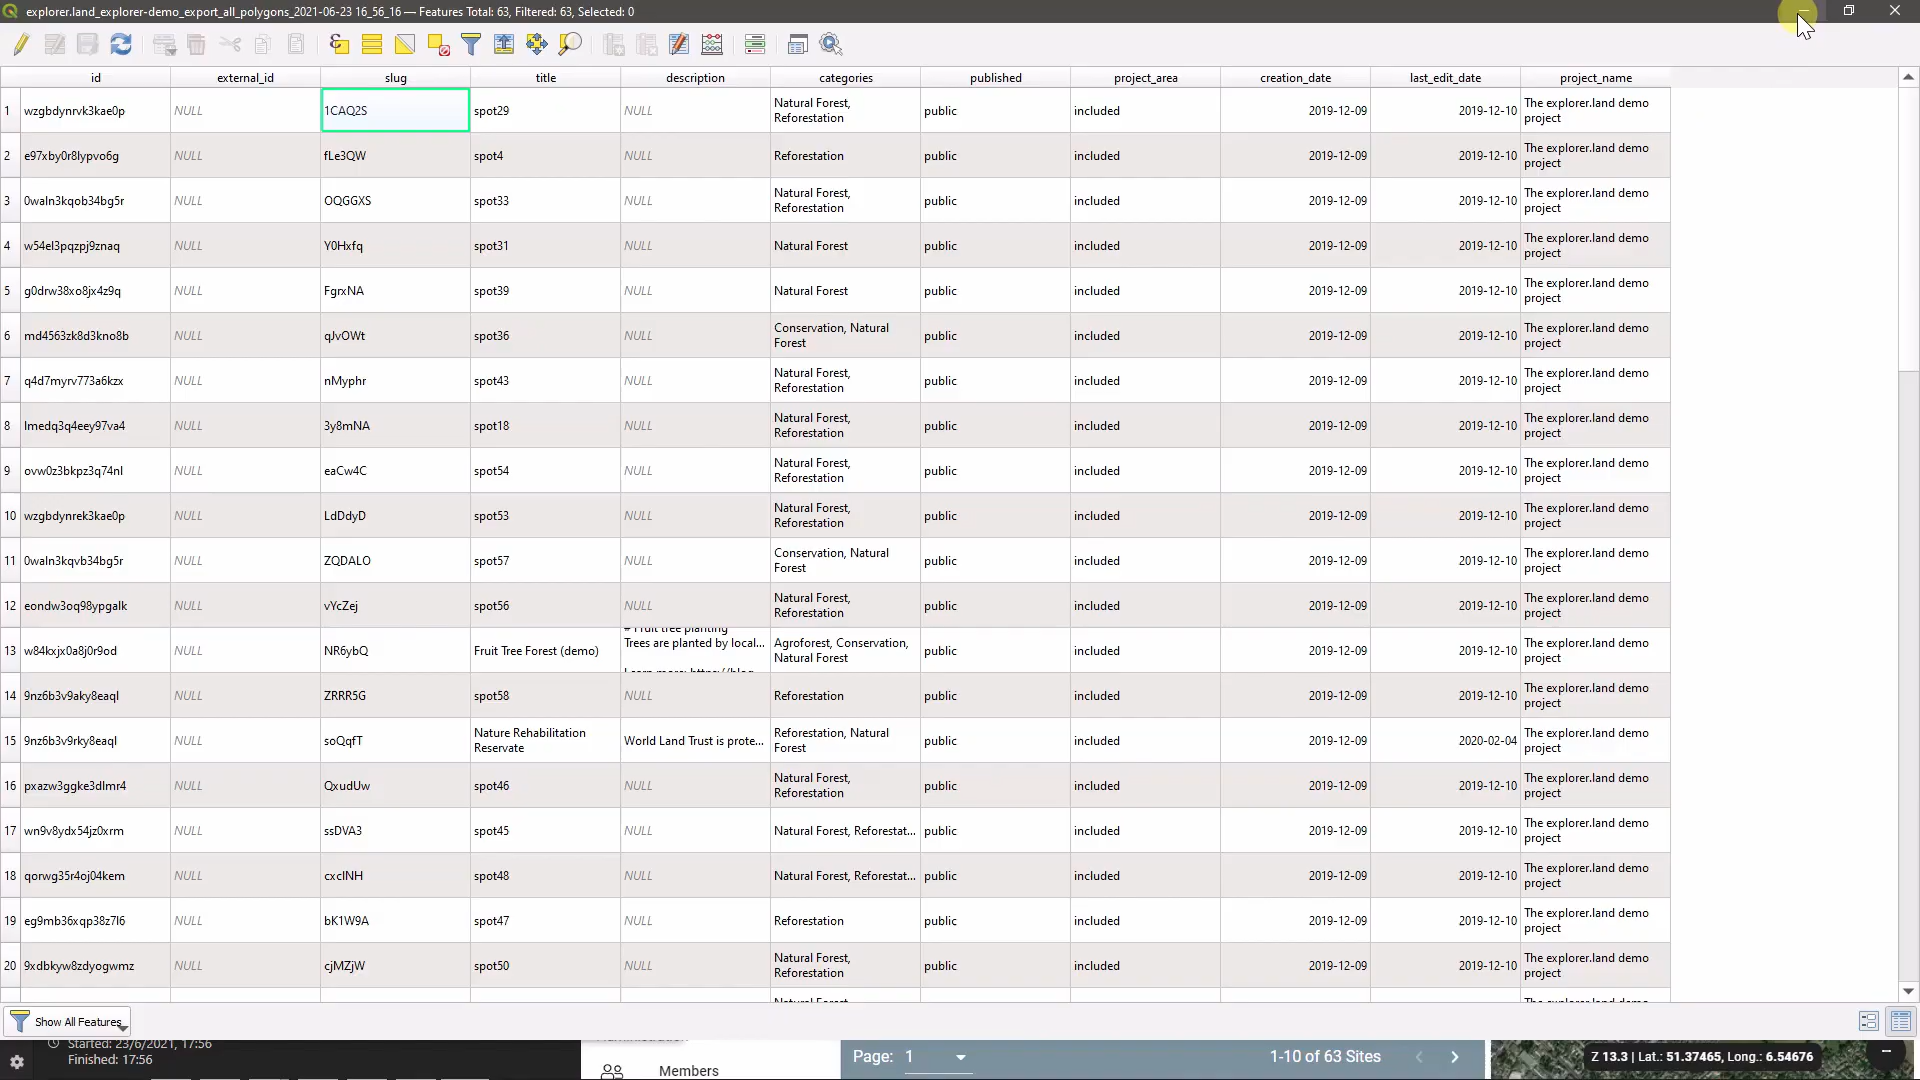 explorer.land_explorer-demo_export_all_polygons_2021-06-23 16_56_16 — Features Total: 63, Filtered: 63, Selected: 0
id external_id slug title description categories published project_area creation_date last_edit_date project_name
1 wzgbdynrvk3kae0p NULL 1CAQ2S spot29 NULL Natural Forest, Reforestation public included 2019-12-09 2019-12-10 The explorer.land demo project
2 e97xby0r8lypvo6g NULL fLe3QW spot4 NULL Reforestation public included 2019-12-09 2019-12-10 The explorer.land demo project
3 0waln3kqob34bg5r NULL OQGGXS spot33 NULL Natural Forest, Reforestation public included 2019-12-09 2019-12-10 The explorer.land demo project
4 w54el3pqzpj9znaq NULL Y0Hxfq spot31 NULL Natural Forest public included 2019-12-09 2019-12-10 The explorer.land demo project
5 g0drw38xo8jx4z9q NULL FgrxNA spot39 NULL Natural Forest public included 2019-12-09 2019-12-10 The explorer.land demo project
6 md4563zk8d3kno8b NULL qJvOWt spot36 NULL Conservation, Natural Forest public included 2019-12-09 2019-12-10 The explorer.land demo project
7 q4d7myrv773a6kzx NULL nMyphr spot43 NULL Natural Forest, Reforestation public included 2019-12-09 2019-12-10 The explorer.land demo project
8 lmedq3q4eey97va4 NULL 3y8mNA spot18 NULL Natural Forest, Reforestation public included 2019-12-09 2019-12-10 The explorer.land demo project
9 ovw0z3bkpz3q74nl NULL eaCw4C spot54 NULL Natural Forest, Reforestation public included 2019-12-09 2019-12-10 The explorer.land demo project
10 wzgbdynrek3kae0p NULL LdDdyD spot53 NULL Natural Forest, Reforestation public included 2019-12-09 2019-12-10 The explorer.land demo project
11 0waln3kqvb34bg5r NULL ZQDALO spot57 NULL Conservation, Natural Forest public included 2019-12-09 2019-12-10 The explorer.land demo project
12 eondw3oq98ypgalk NULL vYcZej spot56 NULL Natural Forest, Reforestation public included 2019-12-09 2019-12-10 The explorer.land demo project
13 w84kxjx0a8j0r9od NULL NR6ybQ Fruit Tree Forest (demo) # Fruit tree planting Trees are planted by local... Agroforest, Conservation, Natural Forest public included 2019-12-09 2019-12-10 The explorer.land demo project
14 9nz6b3v9aky8eaql NULL ZRRR5G spot58 NULL Reforestation public included 2019-12-09 2019-12-10 The explorer.land demo project
15 9nz6b3v9rky8eaql NULL soQqfT Nature Rehabilitation Reservate World Land Trust is prote... Reforestation, Natural Forest public included 2019-12-09 2020-02-04 The explorer.land demo project
16 pxazw3ggke3dlmr4 NULL QxudUw spot46 NULL Natural Forest, Reforestation public included 2019-12-09 2019-12-10 The explorer.land demo project
17 wn9v8ydx54jz0xrm NULL ssDVA3 spot45 NULL Natural Forest, Reforestat... public included 2019-12-09 2019-12-10 The explorer.land demo project
18 qorwg35r4oj04kem NULL cxcINH spot48 NULL Natural Forest, Reforestat... public included 2019-12-09 2019-12-10 The explorer.land demo project
19 eg9mb36xqp38z7l6 NULL bK1W9A spot47 NULL Reforestation public included 2019-12-09 2019-12-10 The explorer.land demo project
20 9xdbkyw8zdyogwmz NULL cjMZjW spot50 NULL Natural Forest, Reforestation public included 2019-12-09 2019-12-10 The explorer.land demo project
Show All Features
Started: 23/6/2021, 17:56
Finished: 17:56
Members
Page: 1 1-10 of 63 Sites
Z 13.3 | Lat.: 51.37465, Long.: 6.54676